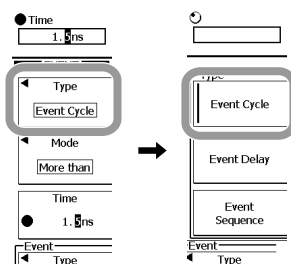 Time
1.5ns
Type
Event Cycle
Mode
More than
Time
1.5ns
Event
Type
Type
Event Cycle
Event Delay
Event
Sequence
Event
Type